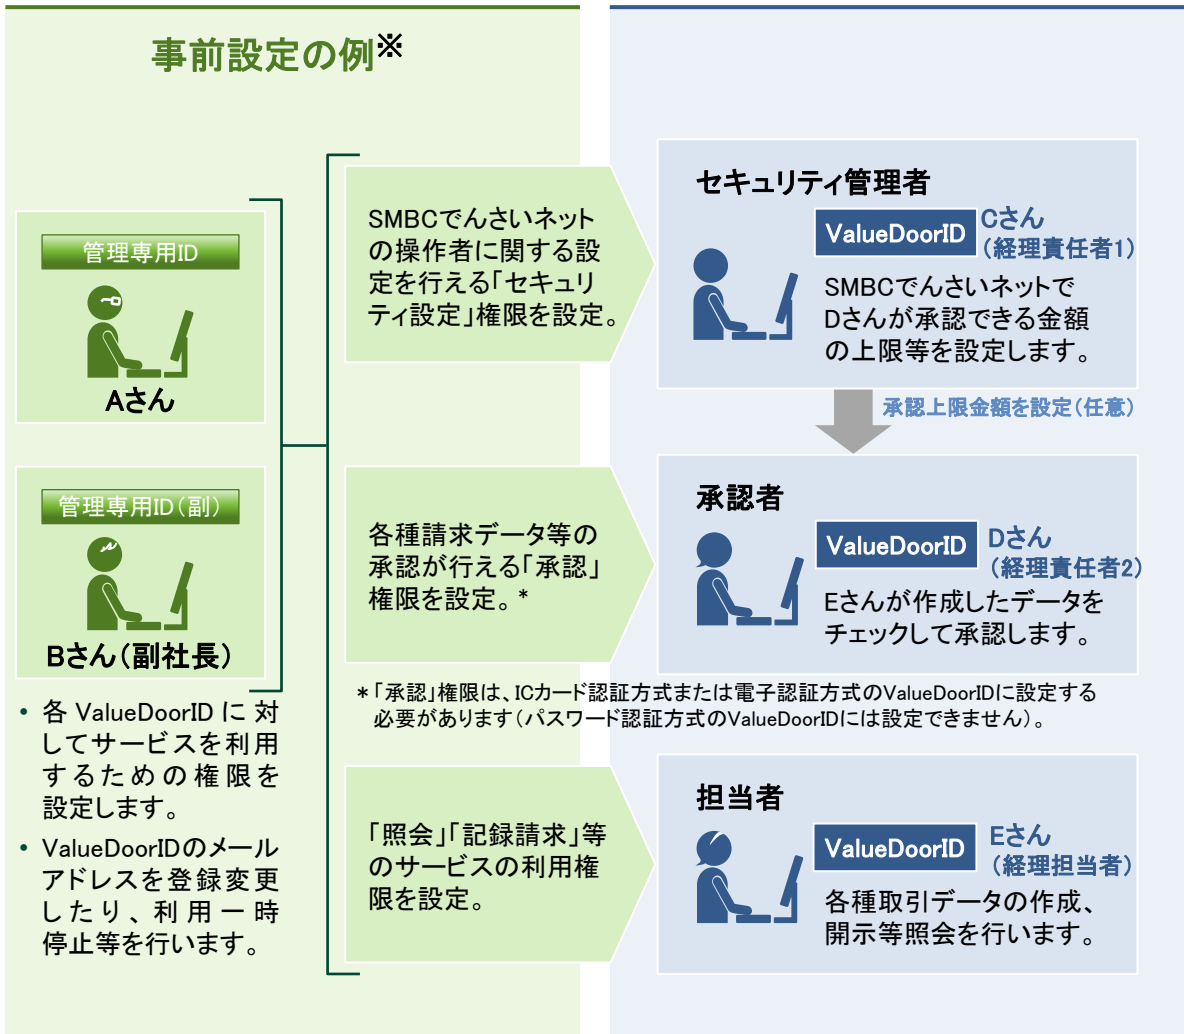 事前設定の例※
管理専用ID
Aさん
管理専用ID（副）
Bさん（副社長）
• 各 ValueDoorID に 対
してサービスを利用
するための権限を
設定します。
• ValueDoorIDのメール
アドレスを登録変更
したり、利用一時
停止等を行います。
SMBCでんさいネット
の操作者に関する設
定を行える「セキュリ
ティ設定」権限を設定。
セキュリティ管理者
ValueDoorID
Cさん
（経理責任者1）
SMBCでんさいネットで
Dさんが承認できる金額
の上限等を設定します。
承認上限金額を設定（任意）
各種請求データ等の
承認が行える「承認」
権限を設定。*
承認者
ValueDoorID
Dさん
（経理責任者2）
Eさんが作成したデータを
チェックして承認します。
*「承認」権限は、ICカード認証方式または電子認証方式のValueDoorIDに設定する
必要があります（パスワード認証方式のValueDoorIDには設定できません）。
「照会」「記録請求」等
のサービスの利用権
限を設定。
担当者
ValueDoorID
Eさん
（経理担当者）
各種取引データの作成、
開示等照会を行います。